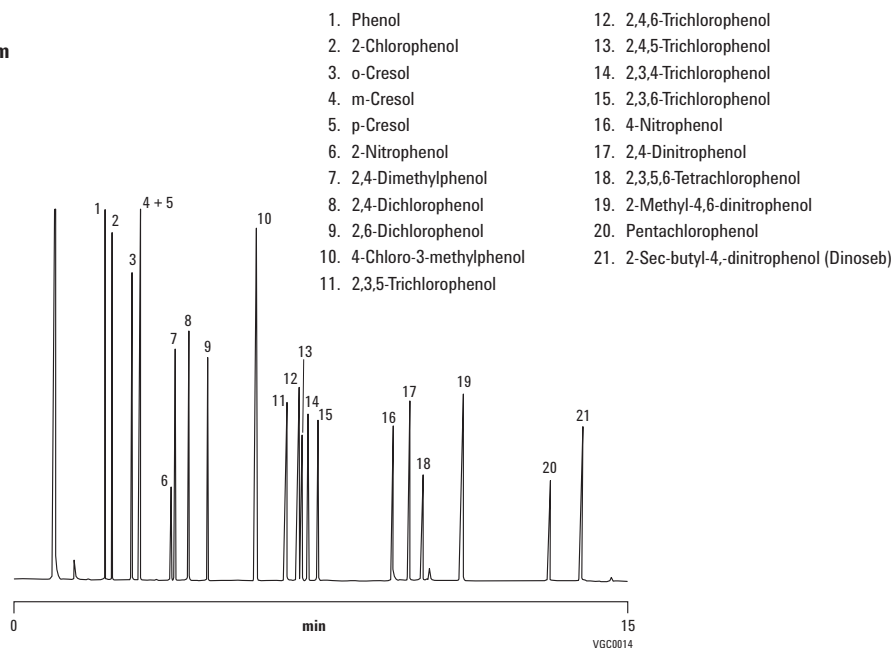 m
1. Phenol
2. 2-Chlorophenol
3. o-Cresol
4. m-Cresol
5. p-Cresol
6. 2-Nitrophenol
7. 2,4-Dimethylphenol
8. 2,4-Dichlorophenol
9. 2,6-Dichlorophenol
10. 4-Chloro-3-methylphenol
11. 2,3,5-Trichlorophenol
12. 2,4,6-Trichlorophenol
13. 2,4,5-Trichlorophenol
14. 2,3,4-Trichlorophenol
15. 2,3,6-Trichlorophenol
16. 4-Nitrophenol
17. 2,4-Dinitrophenol
18. 2,3,5,6-Tetrachlorophenol
19. 2-Methyl-4,6-dinitrophenol
20. Pentachlorophenol
21. 2-Sec-butyl-4,-dinitrophenol (Dinoseb)
1
2
3
4 + 5
6
7
8
9
10
11
12
13
14
15
16
17
18
19
20
21
0
min
15
VGC0014